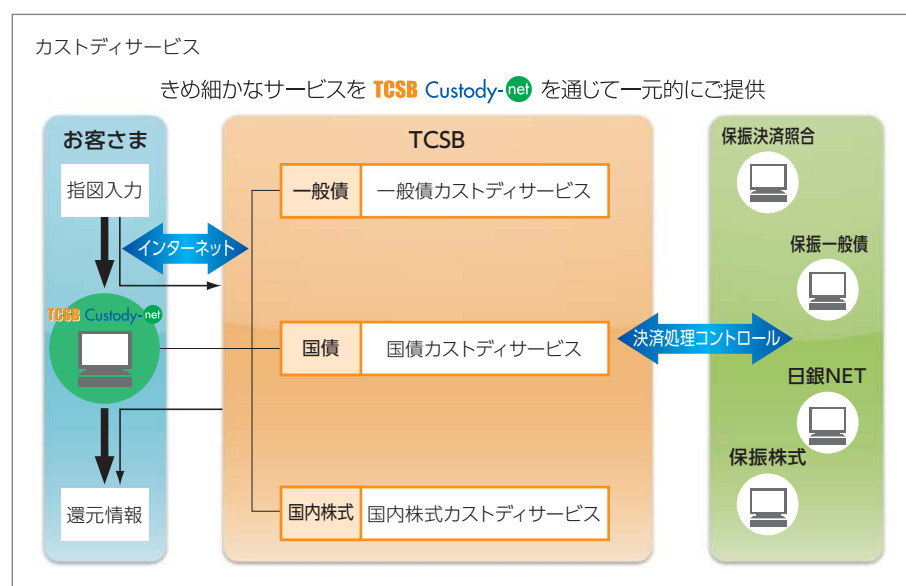 カストディサービス
きめ細かなサービスを TCSB Custody-net を通じて一元的にご提供
お客さま
指図入力
インターネット
TCSB Custody-net
還元情報
TCSB
一般債 一般債カストディサービス
国債 国債カストディサービス
国内株式 国内株式カストディサービス
決済処理コントロール
保振決済照合
保振一般債
日銀NET
保振株式